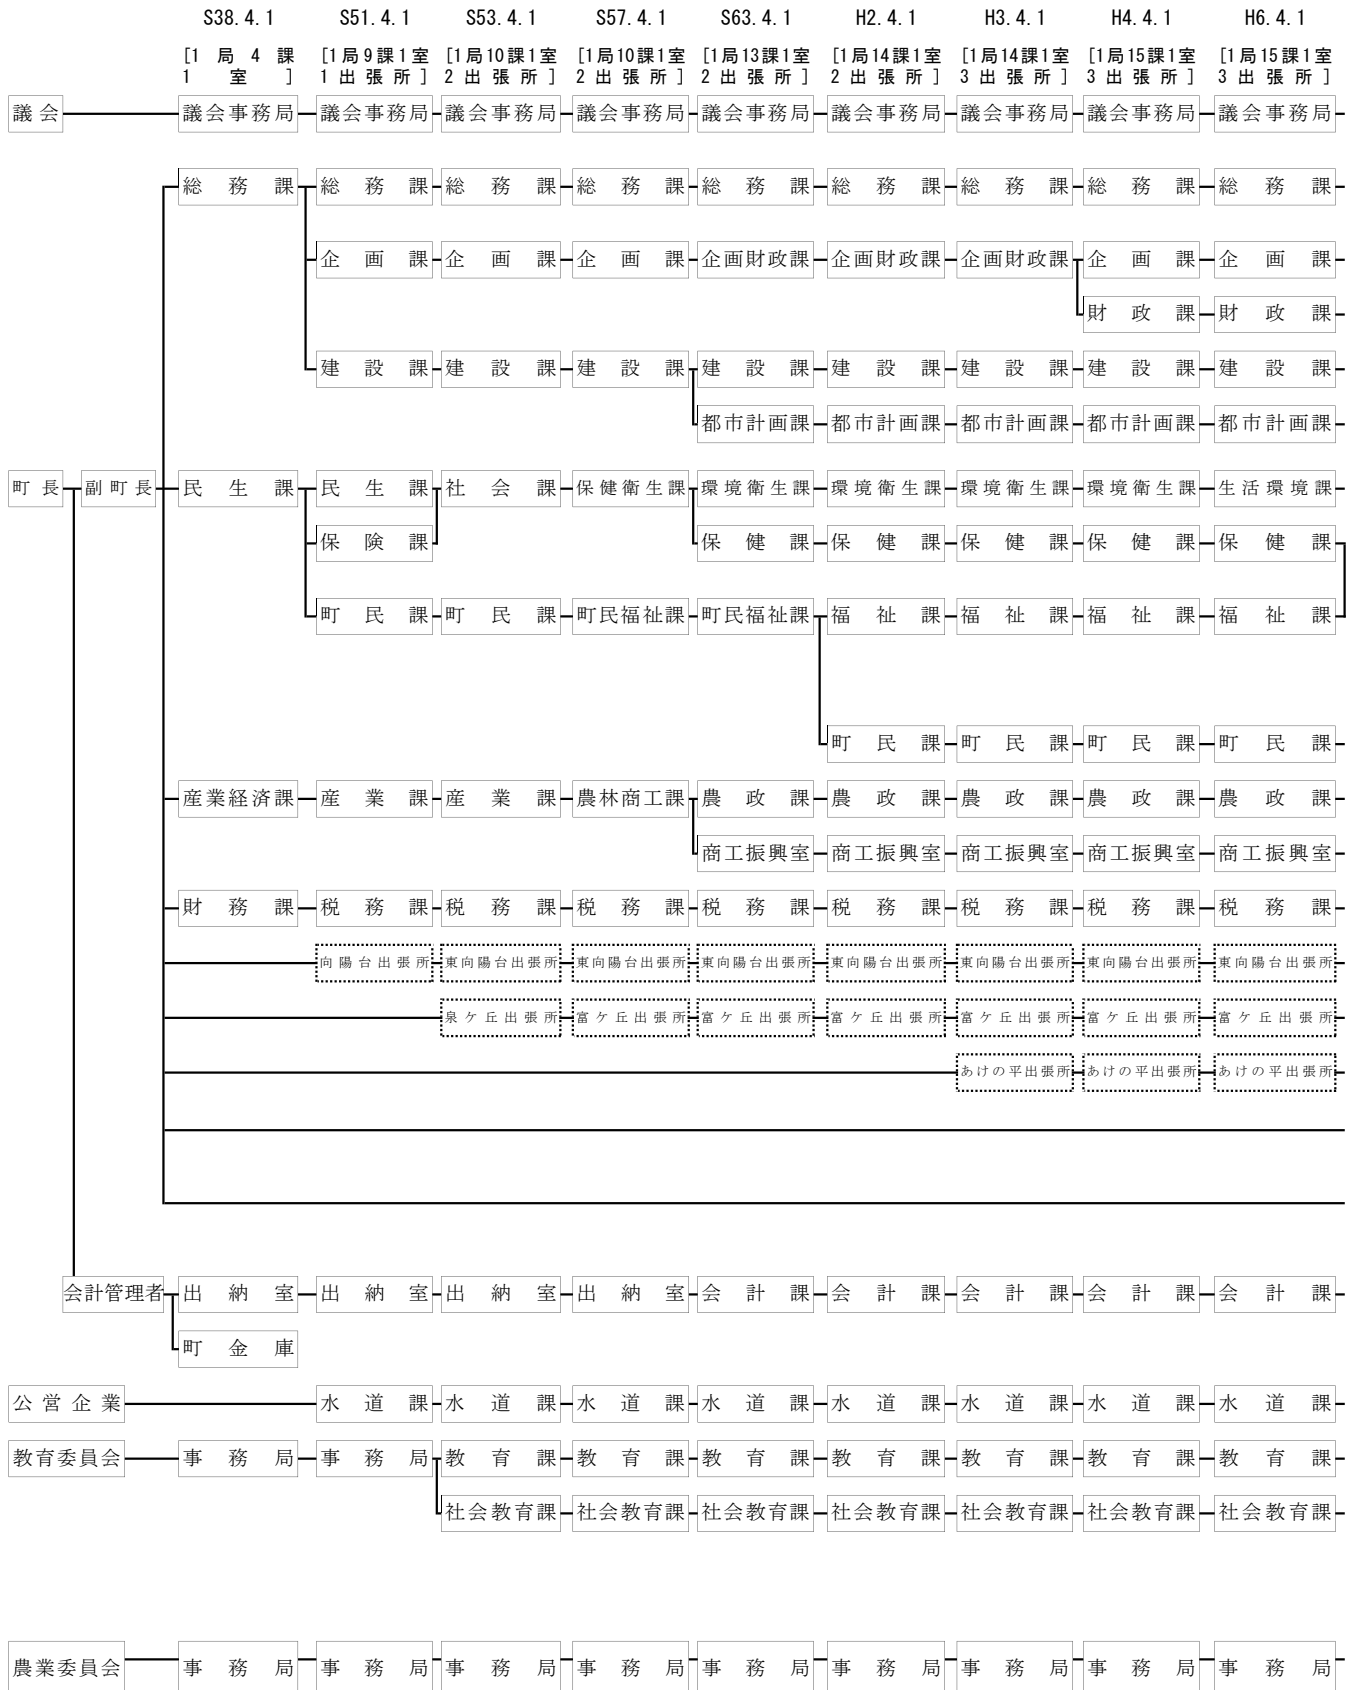 S38.4.1 S51.4.1 S53.4.1 S57.4.1 S63.4.1 H2.4.1 H3.4.1 H4.4.1 H6.4.1
[1局4課 [1局9課1室 [1局10課1室 [1局10課1室 [1局13課1室 [1局14課1室 [1局14課1室 [1局15課1室 [1局15課1室
1室] 1出張所] 2出張所] 2出張所] 2出張所] 2出張所] 3出張所] 3出張所] 3出張所]
議会 議会事務局 議会事務局 議会事務局 議会事務局 議会事務局 議会事務局 議会事務局 議会事務局 議会事務局
総務課 総務課 総務課 総務課 総務課 総務課 総務課 総務課 総務課
企画課 企画課 企画課 企画財政課 企画財政課 企画財政課 企画課 企画課
財政課 財政課
建設課 建設課 建設課 建設課 建設課 建設課 建設課 建設課
都市計画課 都市計画課 都市計画課 都市計画課 都市計画課
町長 副町長 民生課 民生課 社会課 保健衛生課 環境衛生課 環境衛生課 環境衛生課 環境衛生課 生活環境課
保険課 保健課 保健課 保健課 保健課 保健課
町民課 町民課 町民福祉課 町民福祉課 福祉課 福祉課 福祉課 福祉課
町民課 町民課 町民課 町民課
産業経済課 産業課 産業課 農林商工課 農政課 農政課 農政課 農政課 農政課
商工振興室 商工振興室 商工振興室 商工振興室 商工振興室
財務課 税務課 税務課 税務課 税務課 税務課 税務課 税務課 税務課
向陽台出張所 東向陽台出張所 東向陽台出張所 東向陽台出張所 東向陽台出張所 東向陽台出張所 東向陽台出張所 東向陽台出張所
泉ケ丘出張所 富ケ丘出張所 富ケ丘出張所 富ケ丘出張所 富ケ丘出張所 富ケ丘出張所 富ケ丘出張所
あけの平出張所 あけの平出張所 あけの平出張所
会計管理者 出納室 出納室 出納室 出納室 会計課 会計課 会計課 会計課 会計課
町金庫
公営企業 水道課 水道課 水道課 水道課 水道課 水道課 水道課 水道課
教育委員会 事務局 事務局 教育課 教育課 教育課 教育課 教育課 教育課 教育課
社会教育課 社会教育課 社会教育課 社会教育課 社会教育課 社会教育課 社会教育課
農業委員会 事務局 事務局 事務局 事務局 事務局 事務局 事務局 事務局 事務局